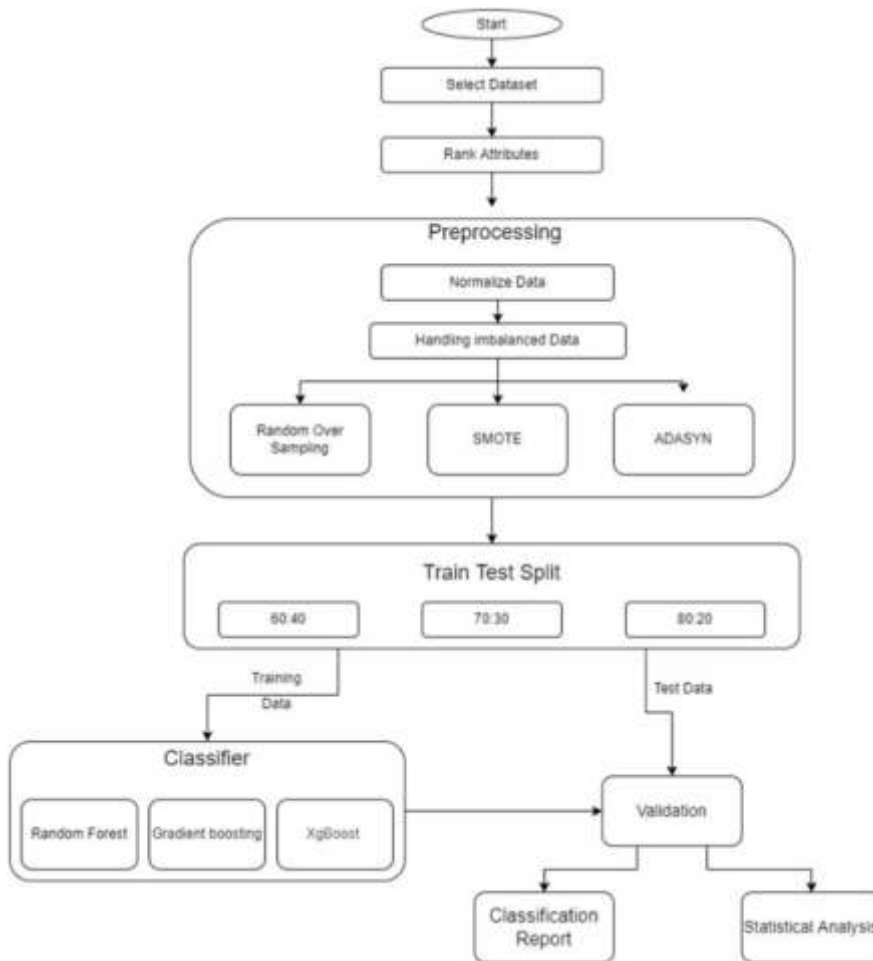 Start
Select Dataset
Rank Attributes
Preprocessing
Normalize Data
Handling imbalanced Data
Random Over
Sampling
SMOTE
ADASYN
Train Test Split
60:40
70:30
80:20
Training
Data
Test Data
Classifier
Random Forest
Gradient boosting
XgBoost
Validation
Classification
Report
Statistical Analysis